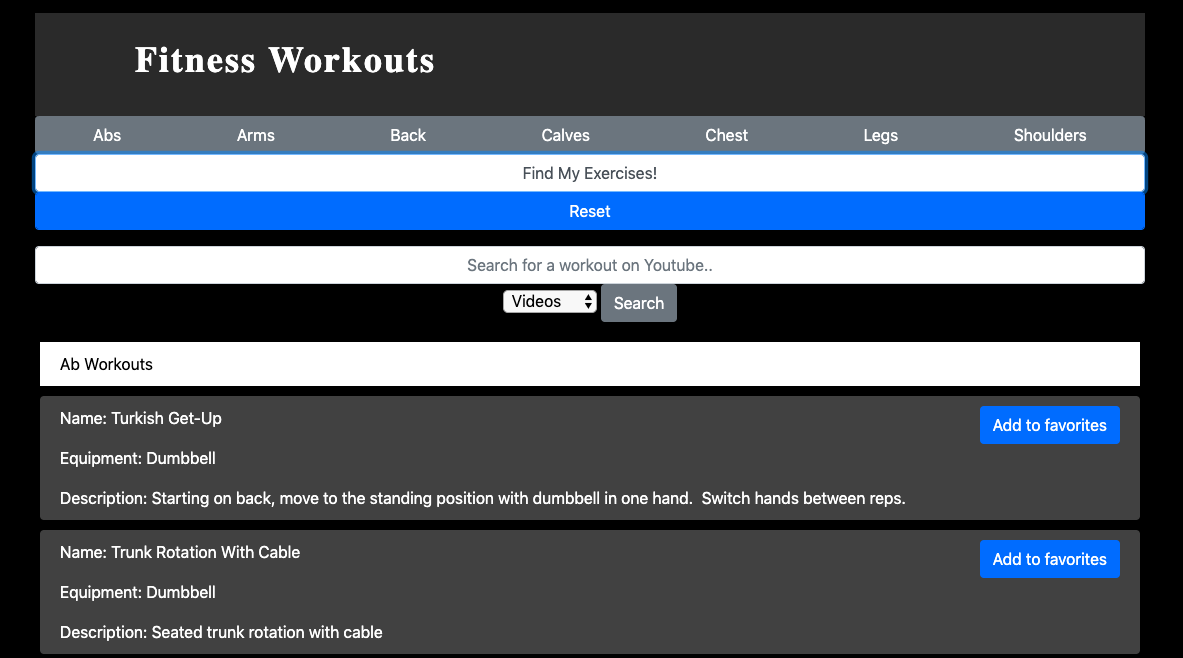 Fitness Workouts
Abs Arms Back Calves Chest Legs Shoulders
Find My Exercises!
Reset
Search for a workout on Youtube..
Videos Search
Ab Workouts
Name: Turkish Get-Up Add to favorites
Equipment: Dumbbell
Description: Starting on back, move to the standing position with dumbbell in one hand.  Switch hands between reps.
Name: Trunk Rotation With Cable Add to favorites
Equipment: Dumbbell
Description: Seated trunk rotation with cable